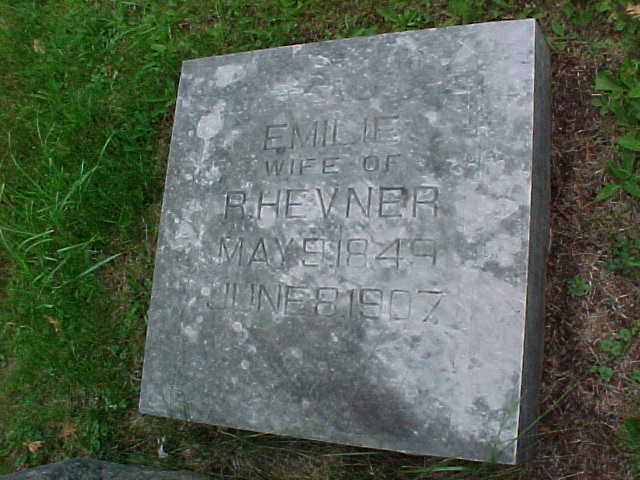 EMILIE
WIFE OF
R. HEVNER
MAY 9, 1849
JUNE 8, 1907